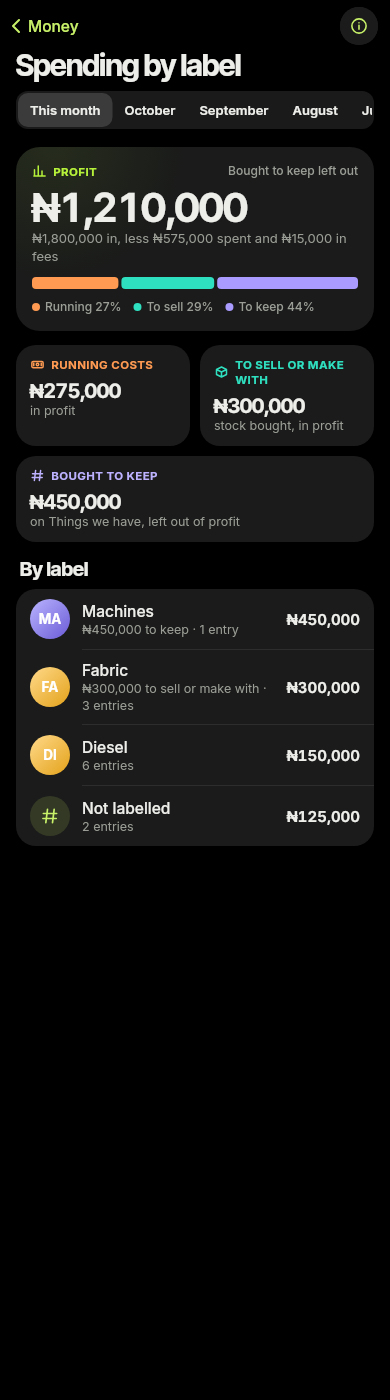 Money
Spending by label
This month October September August Ju
PROFIT
Bought to keep left out
₦1,210,000
₦1,800,000 in, less ₦575,000 spent and ₦15,000 in
fees
Running 27% To sell 29% To keep 44%
RUNNING COSTS
₦275,000
in profit
TO SELL OR MAKE
WITH
₦300,000
stock bought, in profit
BOUGHT TO KEEP
₦450,000
on Things we have, left out of profit
By label
MA
Machines
₦450,000 to keep · 1 entry
₦450,000
FA
Fabric
₦300,000 to sell or make with ·
3 entries
₦300,000
DI
Diesel
6 entries
₦150,000
Not labelled
2 entries
₦125,000